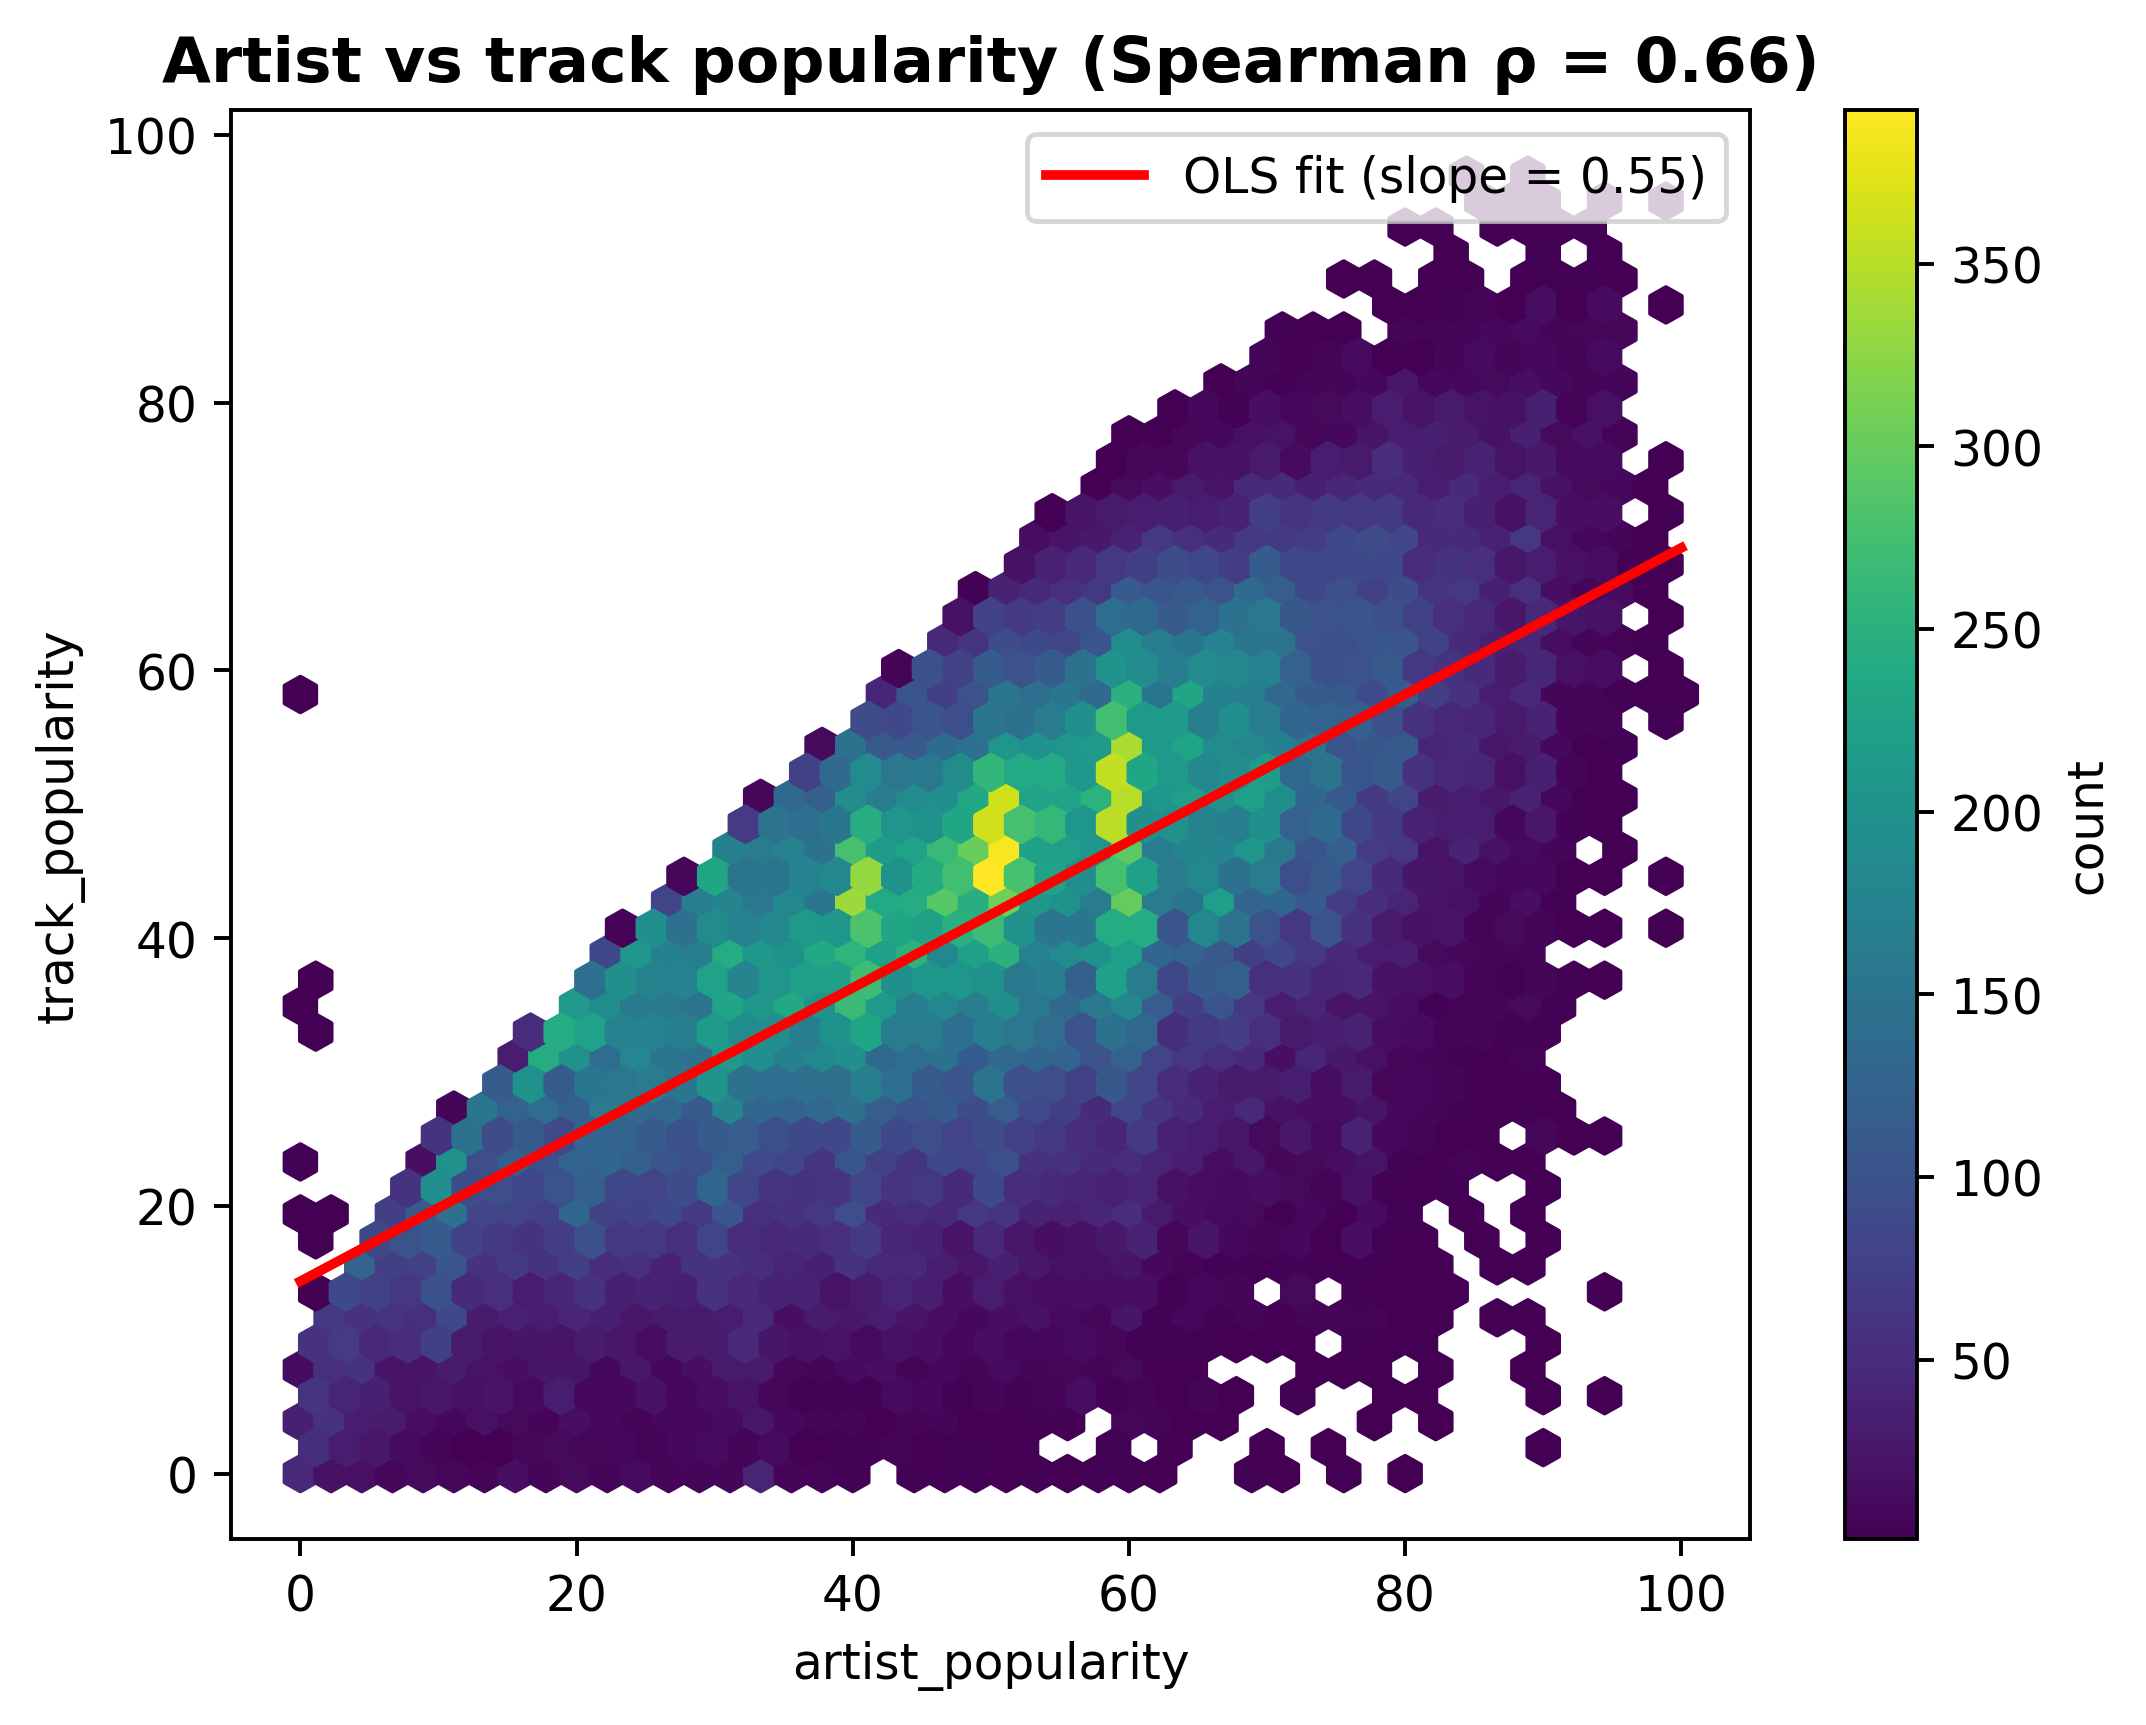 Artist vs track popularity (Spearman ρ = 0.66)
OLS fit (slope = 0.55)
100
80
60
40
20
0
track_popularity
0 20 40 60 80 100
artist_popularity
350
300
250
200
150
100
50
count